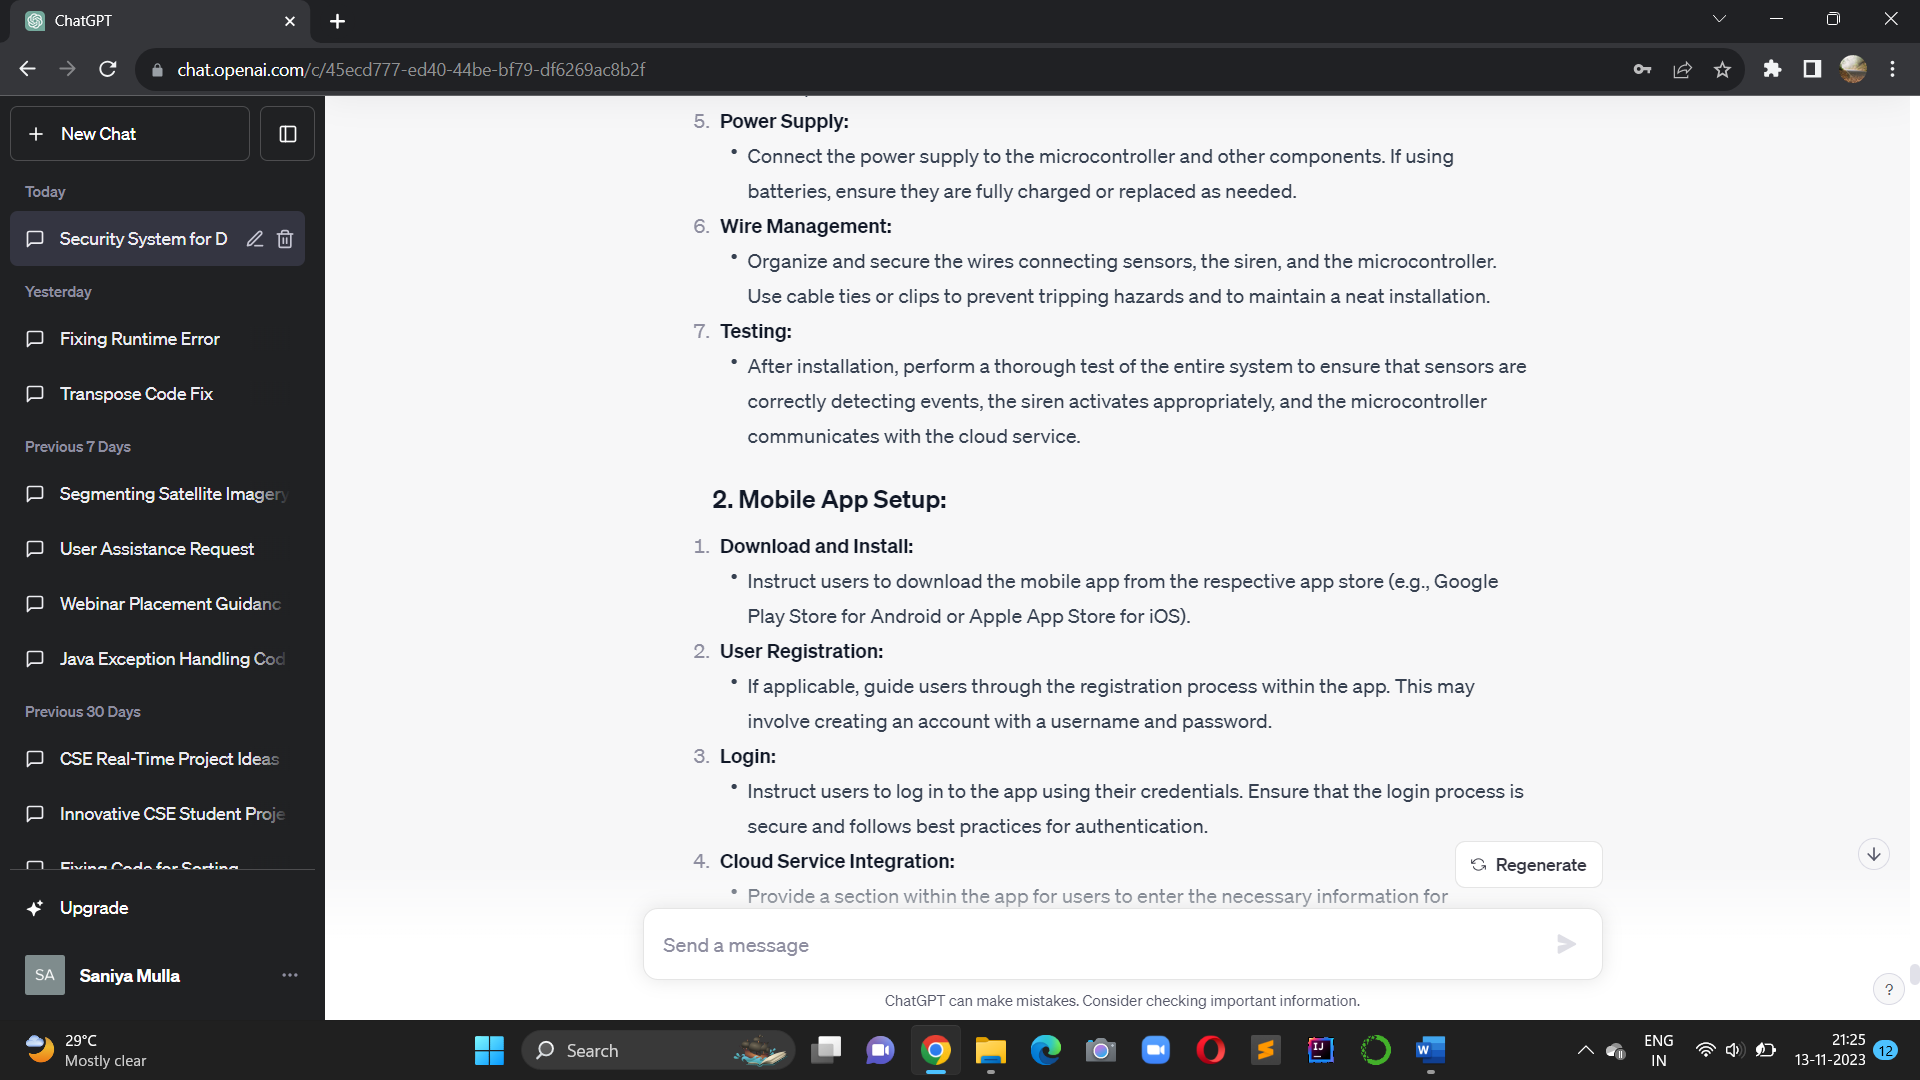 ChatGPT
chat.openai.com/c/45ecd777-ed40-44be-bf79-df6269ac8b2f
New Chat
Today
Security System for D
Yesterday
Fixing Runtime Error
Transpose Code Fix
Previous 7 Days
Segmenting Satellite Imagery
User Assistance Request
Webinar Placement Guidanc
Java Exception Handling Cod
Previous 30 Days
CSE Real-Time Project Ideas
Innovative CSE Student Proje
Fixing Code for Sorting
Upgrade
SA Saniya Mulla
5. Power Supply:
• Connect the power supply to the microcontroller and other components. If using
batteries, ensure they are fully charged or replaced as needed.
6. Wire Management:
• Organize and secure the wires connecting sensors, the siren, and the microcontroller.
Use cable ties or clips to prevent tripping hazards and to maintain a neat installation.
7. Testing:
• After installation, perform a thorough test of the entire system to ensure that sensors are
correctly detecting events, the siren activates appropriately, and the microcontroller
communicates with the cloud service.
2. Mobile App Setup:
1. Download and Install:
• Instruct users to download the mobile app from the respective app store (e.g., Google
Play Store for Android or Apple App Store for iOS).
2. User Registration:
• If applicable, guide users through the registration process within the app. This may
involve creating an account with a username and password.
3. Login:
• Instruct users to log in to the app using their credentials. Ensure that the login process is
secure and follows best practices for authentication.
4. Cloud Service Integration:
• Provide a section within the app for users to enter the necessary information for
Regenerate
Send a message
ChatGPT can make mistakes. Consider checking important information.
?
29°C
Mostly clear
Search
ENG
IN
21:25
13-11-2023
12